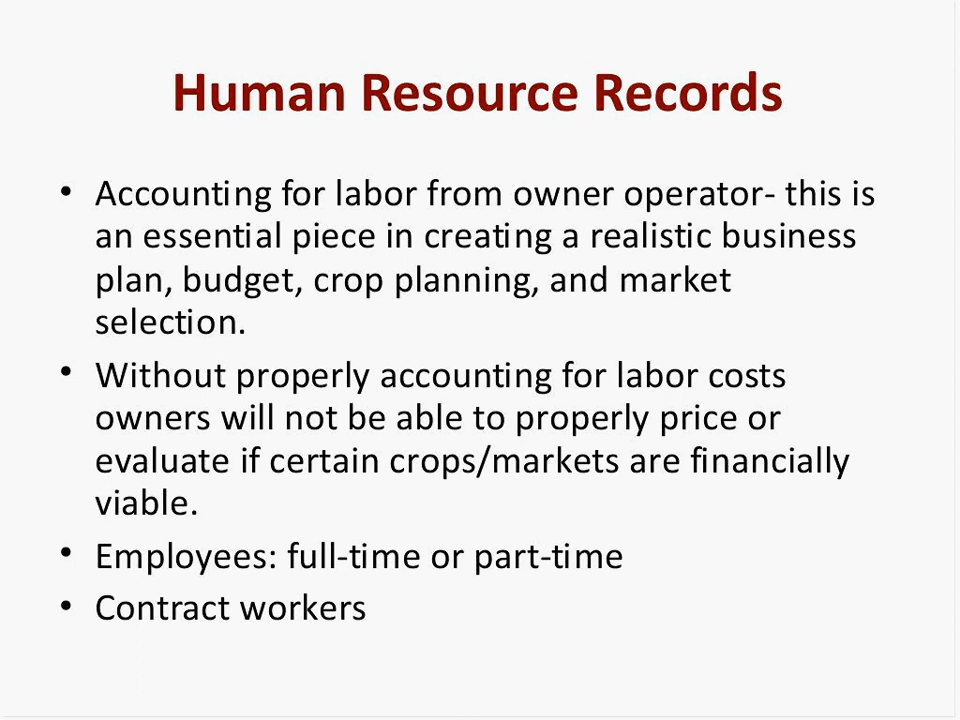 Human Resource Records
• Accounting for labor from owner operator- this is
an essential piece in creating a realistic business
plan, budget, crop planning, and market
selection.
• Without properly accounting for labor costs
owners will not be able to properly price or
evaluate if certain crops/markets are financially
viable.
• Employees: full-time or part-time
• Contract workers